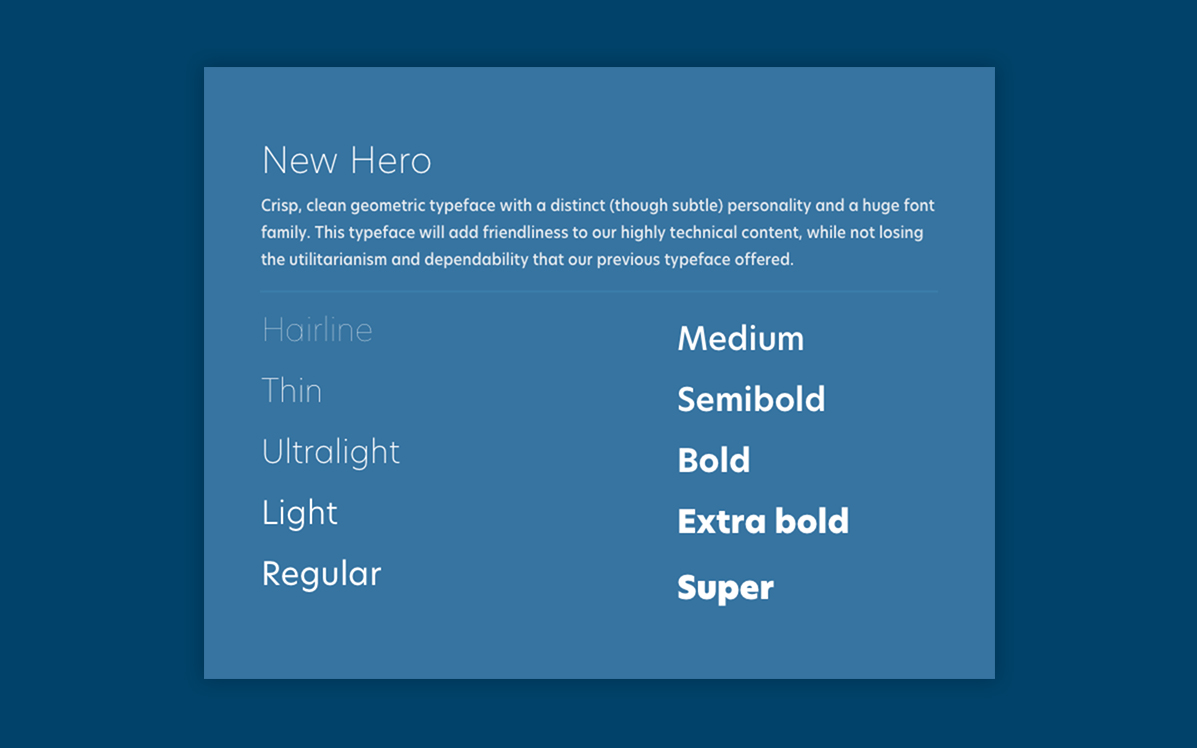 New Hero
Crisp, clean geometric typeface with a distinct (though subtle) personality and a huge font
family. This typeface will add friendliness to our highly technical content, while not losing
the utilitarianism and dependability that our previous typeface offered.
Hairline
Thin
Ultralight
Light
Regular
Medium
Semibold
Bold
Extra bold
Super